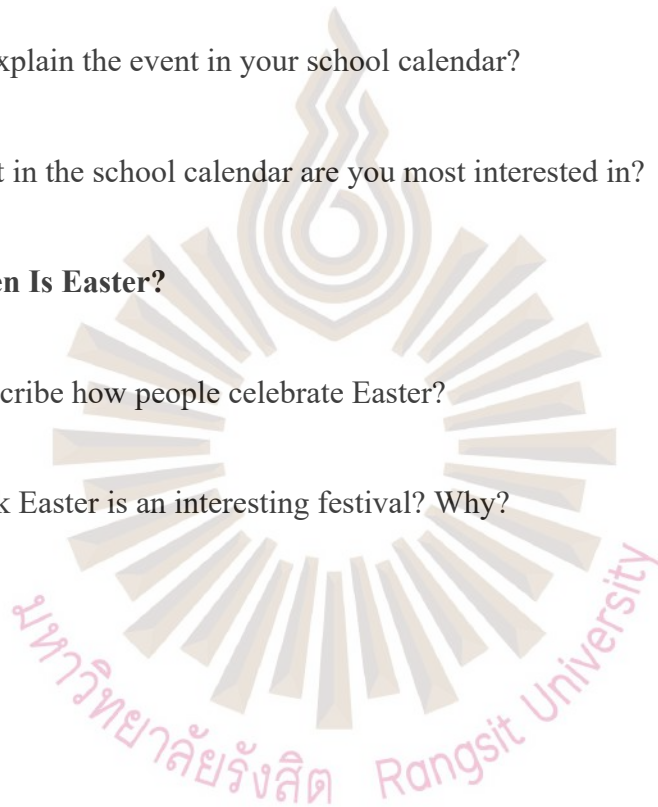 xplain the event in your school calendar?
t in the school calendar are you most interested in?
en Is Easter?
cribe how people celebrate Easter?
k Easter is an interesting festival? Why?
มหาวิทยาลัยรังสิต Rangsit University